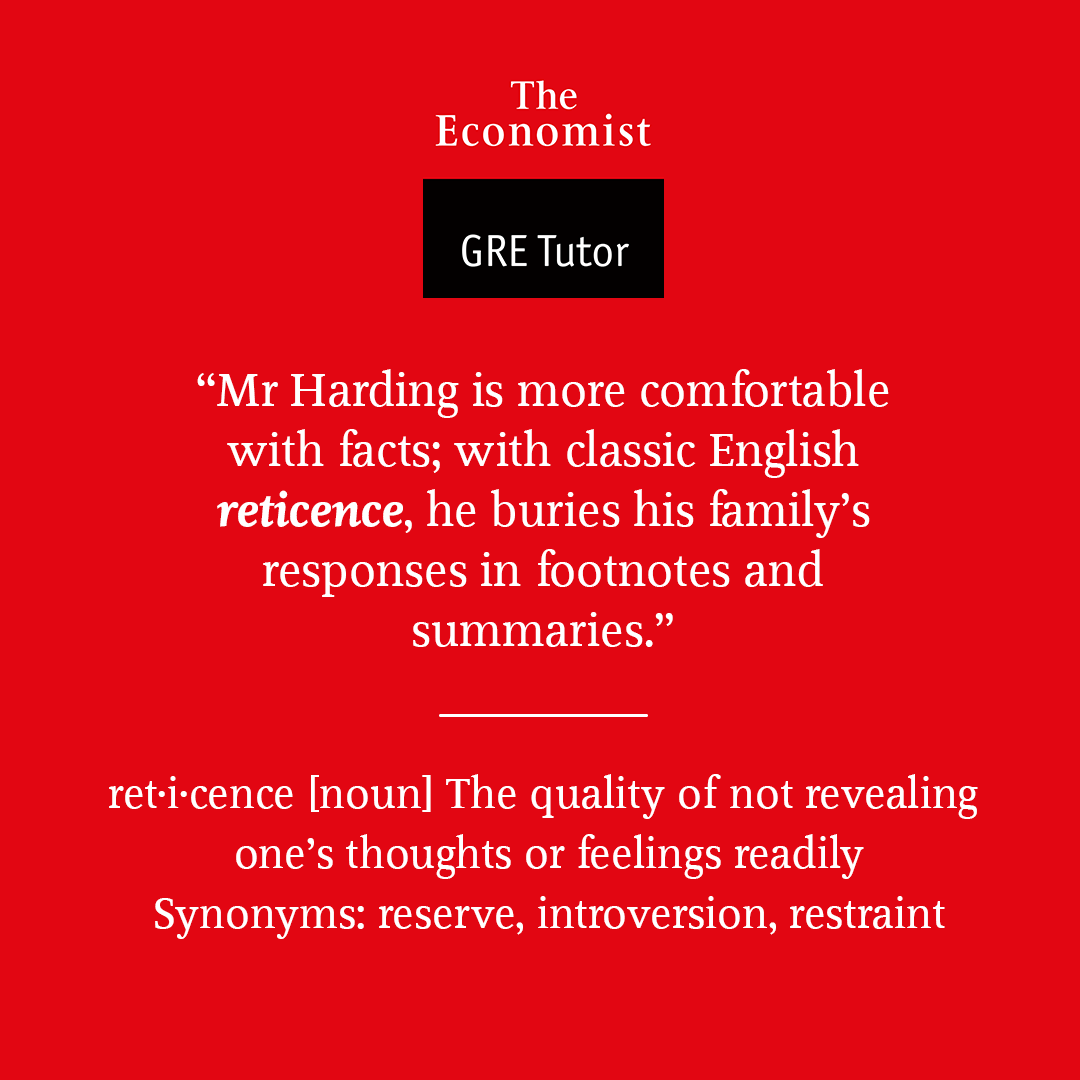 The
Economist
GRE Tutor
“Mr Harding is more comfortable
with facts; with classic English
reticence, he buries his family’s
responses in footnotes and
summaries.”
ret·i·cence [noun] The quality of not revealing
one’s thoughts or feelings readily
Synonyms: reserve, introversion, restraint